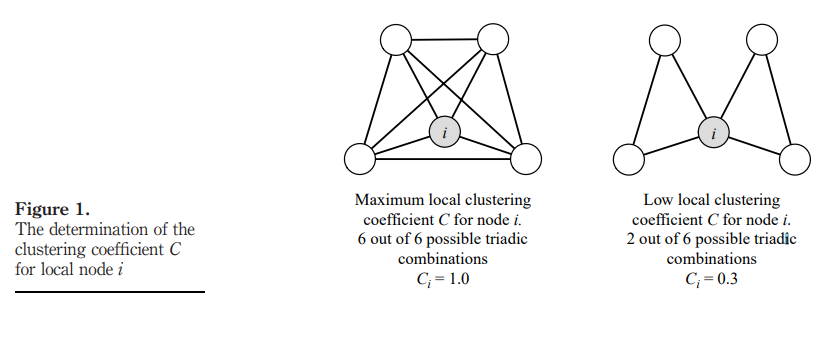 i
i
Maximum local clustering
coefficient C for node i.
6 out of 6 possible triadic
combinations
Cᵢ = 1.0
Low local clustering
coefficient C for node i.
2 out of 6 possible triadic
combinations
Cᵢ = 0.3
Figure 1.
The determination of the
clustering coefficient C
for local node i